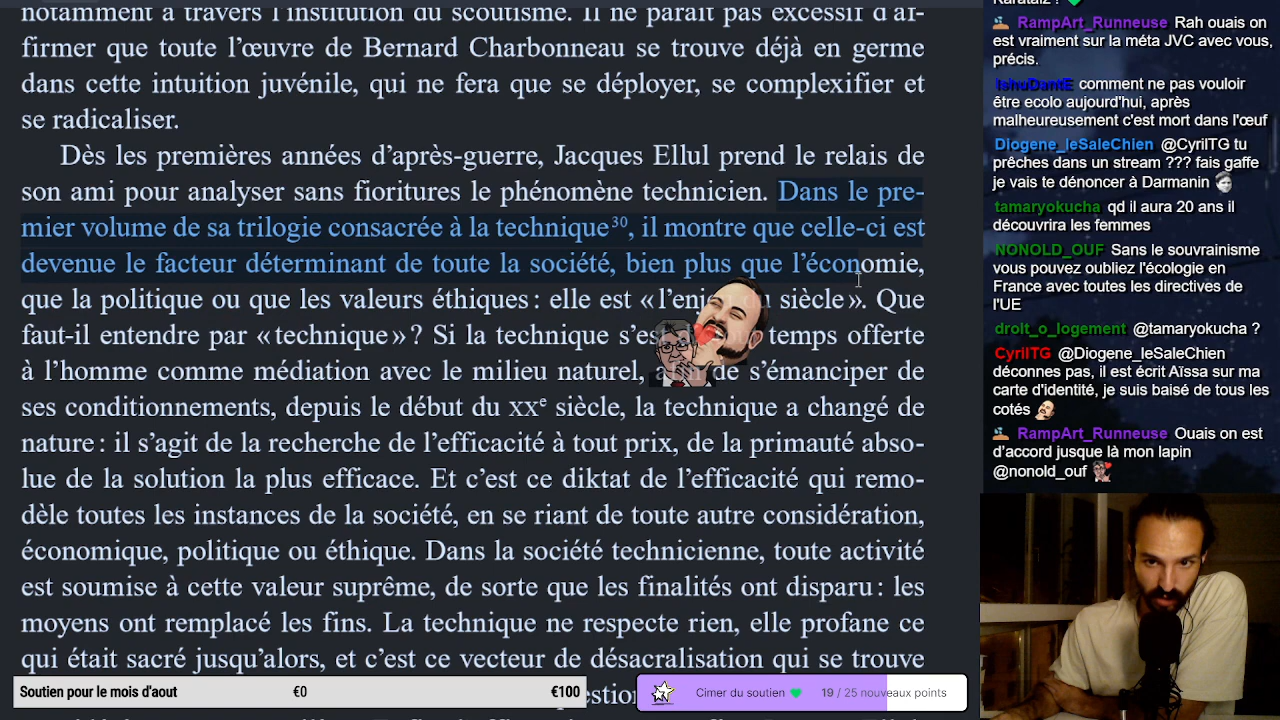 notamment à travers l'institution du scoutisme. Il ne paraît pas excessif d'af-
firmer que toute l'œuvre de Bernard Charbonneau se trouve déjà en germe
dans cette intuition juvénile, qui ne fera que se déployer, se complexifier et
se radicaliser.
Dès les premières années d'après-guerre, Jacques Ellul prend le relais de
son ami pour analyser sans fioritures le phénomène technicien. Dans le pre-
mier volume de sa trilogie consacrée à la technique³⁰, il montre que celle-ci est
devenue le facteur déterminant de toute la société, bien plus que l'économie,
que la politique ou que les valeurs éthiques : elle est « l'enjeu du siècle ». Que
faut-il entendre par « technique » ? Si la technique s'es temps offerte
à l'homme comme médiation avec le milieu naturel, afin de s'émanciper de
ses conditionnements, depuis le début du XXᵉ siècle, la technique a changé de
nature : il s'agit de la recherche de l'efficacité à tout prix, de la primauté abso-
lue de la solution la plus efficace. Et c'est ce diktat de l'efficacité qui remo-
dèle toutes les instances de la société, en se riant de toute autre considération,
économique, politique ou éthique. Dans la société technicienne, toute activité
est soumise à cette valeur suprême, de sorte que les finalités ont disparu : les
moyens ont remplacé les fins. La technique ne respecte rien, elle profane ce
qui était sacré jusqu'alors, et c'est ce vecteur de désacralisation qui se trouve
Soutien pour le mois d'aout €0 €100
Cimer du soutien 19 / 25 nouveaux points
RampArt_Runneuse Rah ouais on
est vraiment sur la méta JVC avec vous,
précis.
IshuDantE comment ne pas vouloir
être ecolo aujourd'hui, après
malheureusement c'est mort dans l'œuf
Diogene_leSaleChien @CyrilTG tu
prêches dans un stream ??? fais gaffe
je vais te dénoncer à Darmanin
tamaryokucha qd il aura 20 ans il
découvrira les femmes
NONOLD_OUF Sans le souvrainisme
vous pouvez oubliez l'écologie en
France avec toutes les directives de
l'UE
droIt_o_logement @tamaryokucha ?
CyrilTG @Diogene_leSaleChien
déconnes pas, il est écrit Aïssa sur ma
carte d'identité, je suis baisé de tous les
cotés
RampArt_Runneuse Ouais on est
d'accord jusque là mon lapin
@nonold_ouf